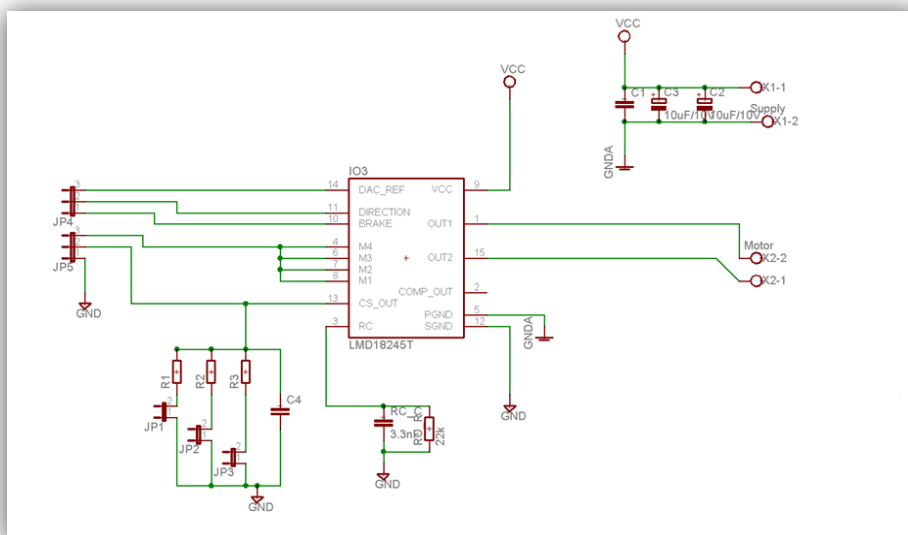 VCC
VCC
C1
C3
C2
X1-1
10uF/10V
10uF/10V
Supply
X1-2
GNDA
IO3
14
DAC_REF
VCC
9
3
2
1
JP4
11
DIRECTION
10
BRAKE
OUT1
1
3
2
1
JP5
4
M4
6
M3
7
M2
8
M1
OUT2
15
Motor
X2-2
X2-1
COMP_OUT
2
13
CS_OUT
PGND
5
GND
3
RC
SGND
12
GNDA
LMD18245T
R1
R2
R3
C4
2
1
JP1
2
1
JP2
2
1
JP3
RC_C
3.3n
22k
GND
GND
GND